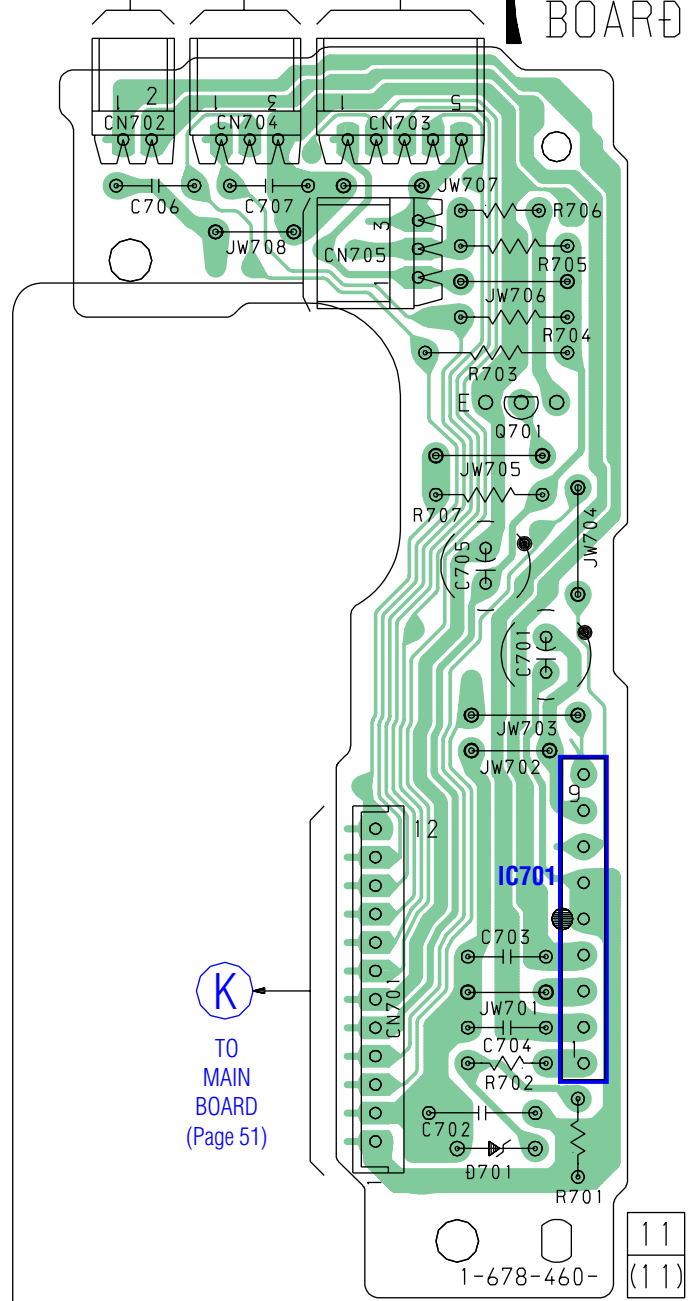 BOARD
1 2
CN702
1 3
CN704
1 5
CN703
C706
C707
JW707
R706
JW708
3
CN705
1
R705
JW706
R704
R703
E
Q701
JW705
R707
JW704
C705
C701
JW703
JW702
9
12
IC701
C703
K
CN701
JW701
TO
MAIN
BOARD
(Page 51)
C704
1
R702
C702
D701
1
R701
11
1-678-460-
(11)